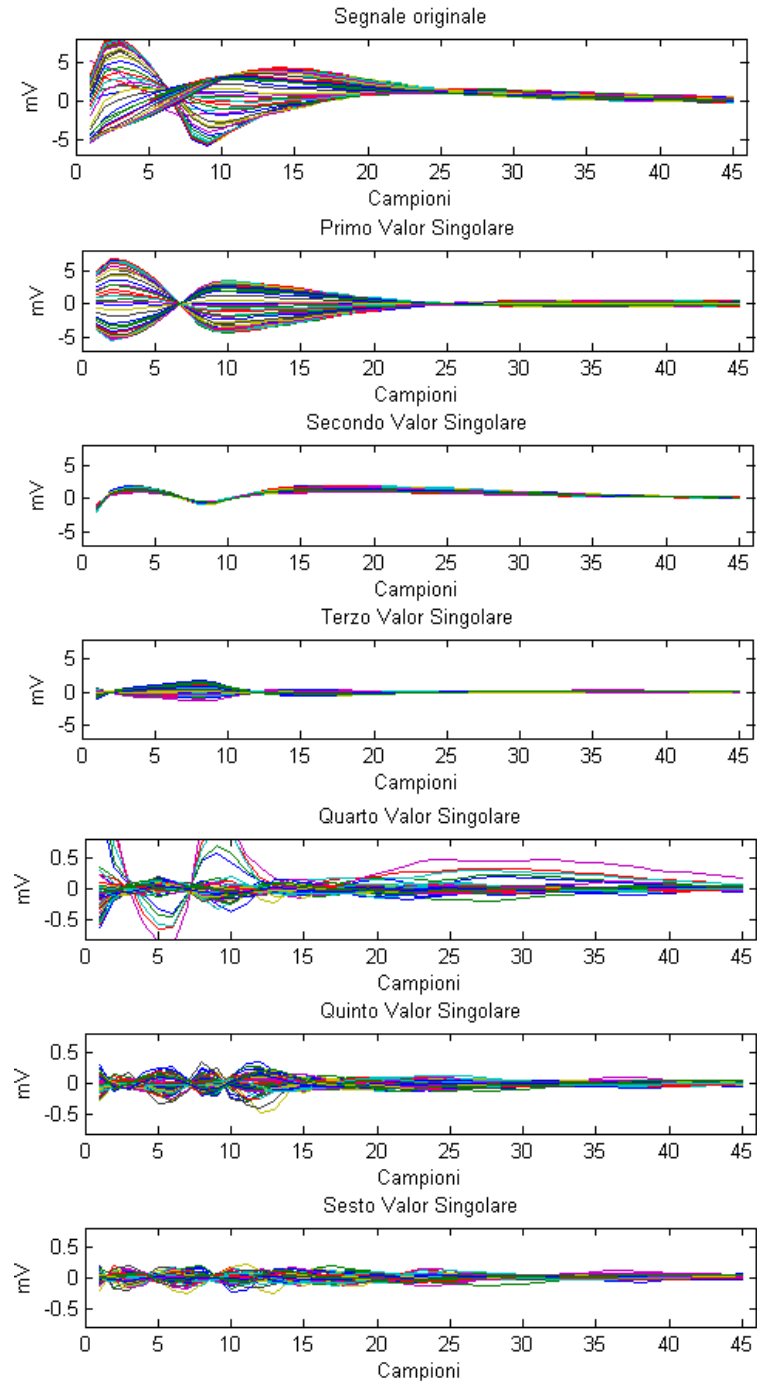 Segnale originale
5
0
-5
mV
0 5 10 15 20 25 30 35 40 45
Campioni
Primo Valor Singolare
5
0
-5
mV
0 5 10 15 20 25 30 35 40 45
Campioni
Secondo Valor Singolare
5
0
-5
mV
0 5 10 15 20 25 30 35 40 45
Campioni
Terzo Valor Singolare
5
0
-5
mV
0 5 10 15 20 25 30 35 40 45
Campioni
Quarto Valor Singolare
0.5
0
-0.5
mV
0 5 10 15 20 25 30 35 40 45
Campioni
Quinto Valor Singolare
0.5
0
-0.5
mV
0 5 10 15 20 25 30 35 40 45
Campioni
Sesto Valor Singolare
0.5
0
-0.5
mV
0 5 10 15 20 25 30 35 40 45
Campioni